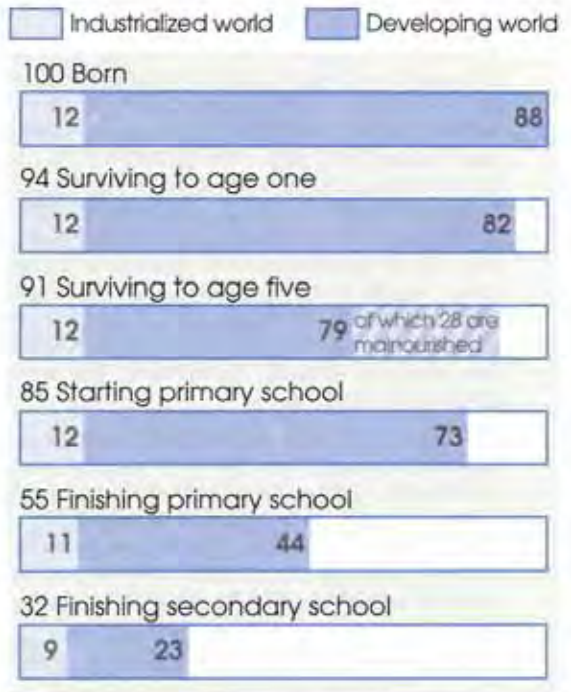 Industrialized world Developing world
100 Born
12 88
94 Surviving to age one
12 82
91 Surviving to age five
12 79 of which 28 are
malnourished
85 Starting primary school
12 73
55 Finishing primary school
11 44
32 Finishing secondary school
9 23